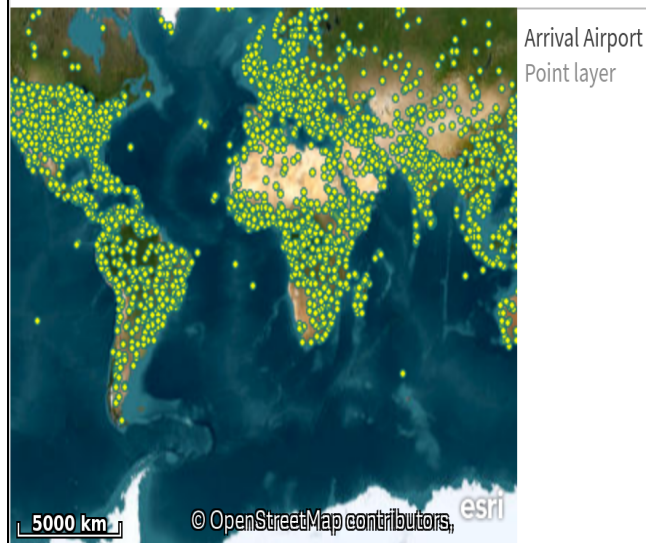 Arrival Airport
Point layer
esri
5000 km
© OpenStreetMap contributors,